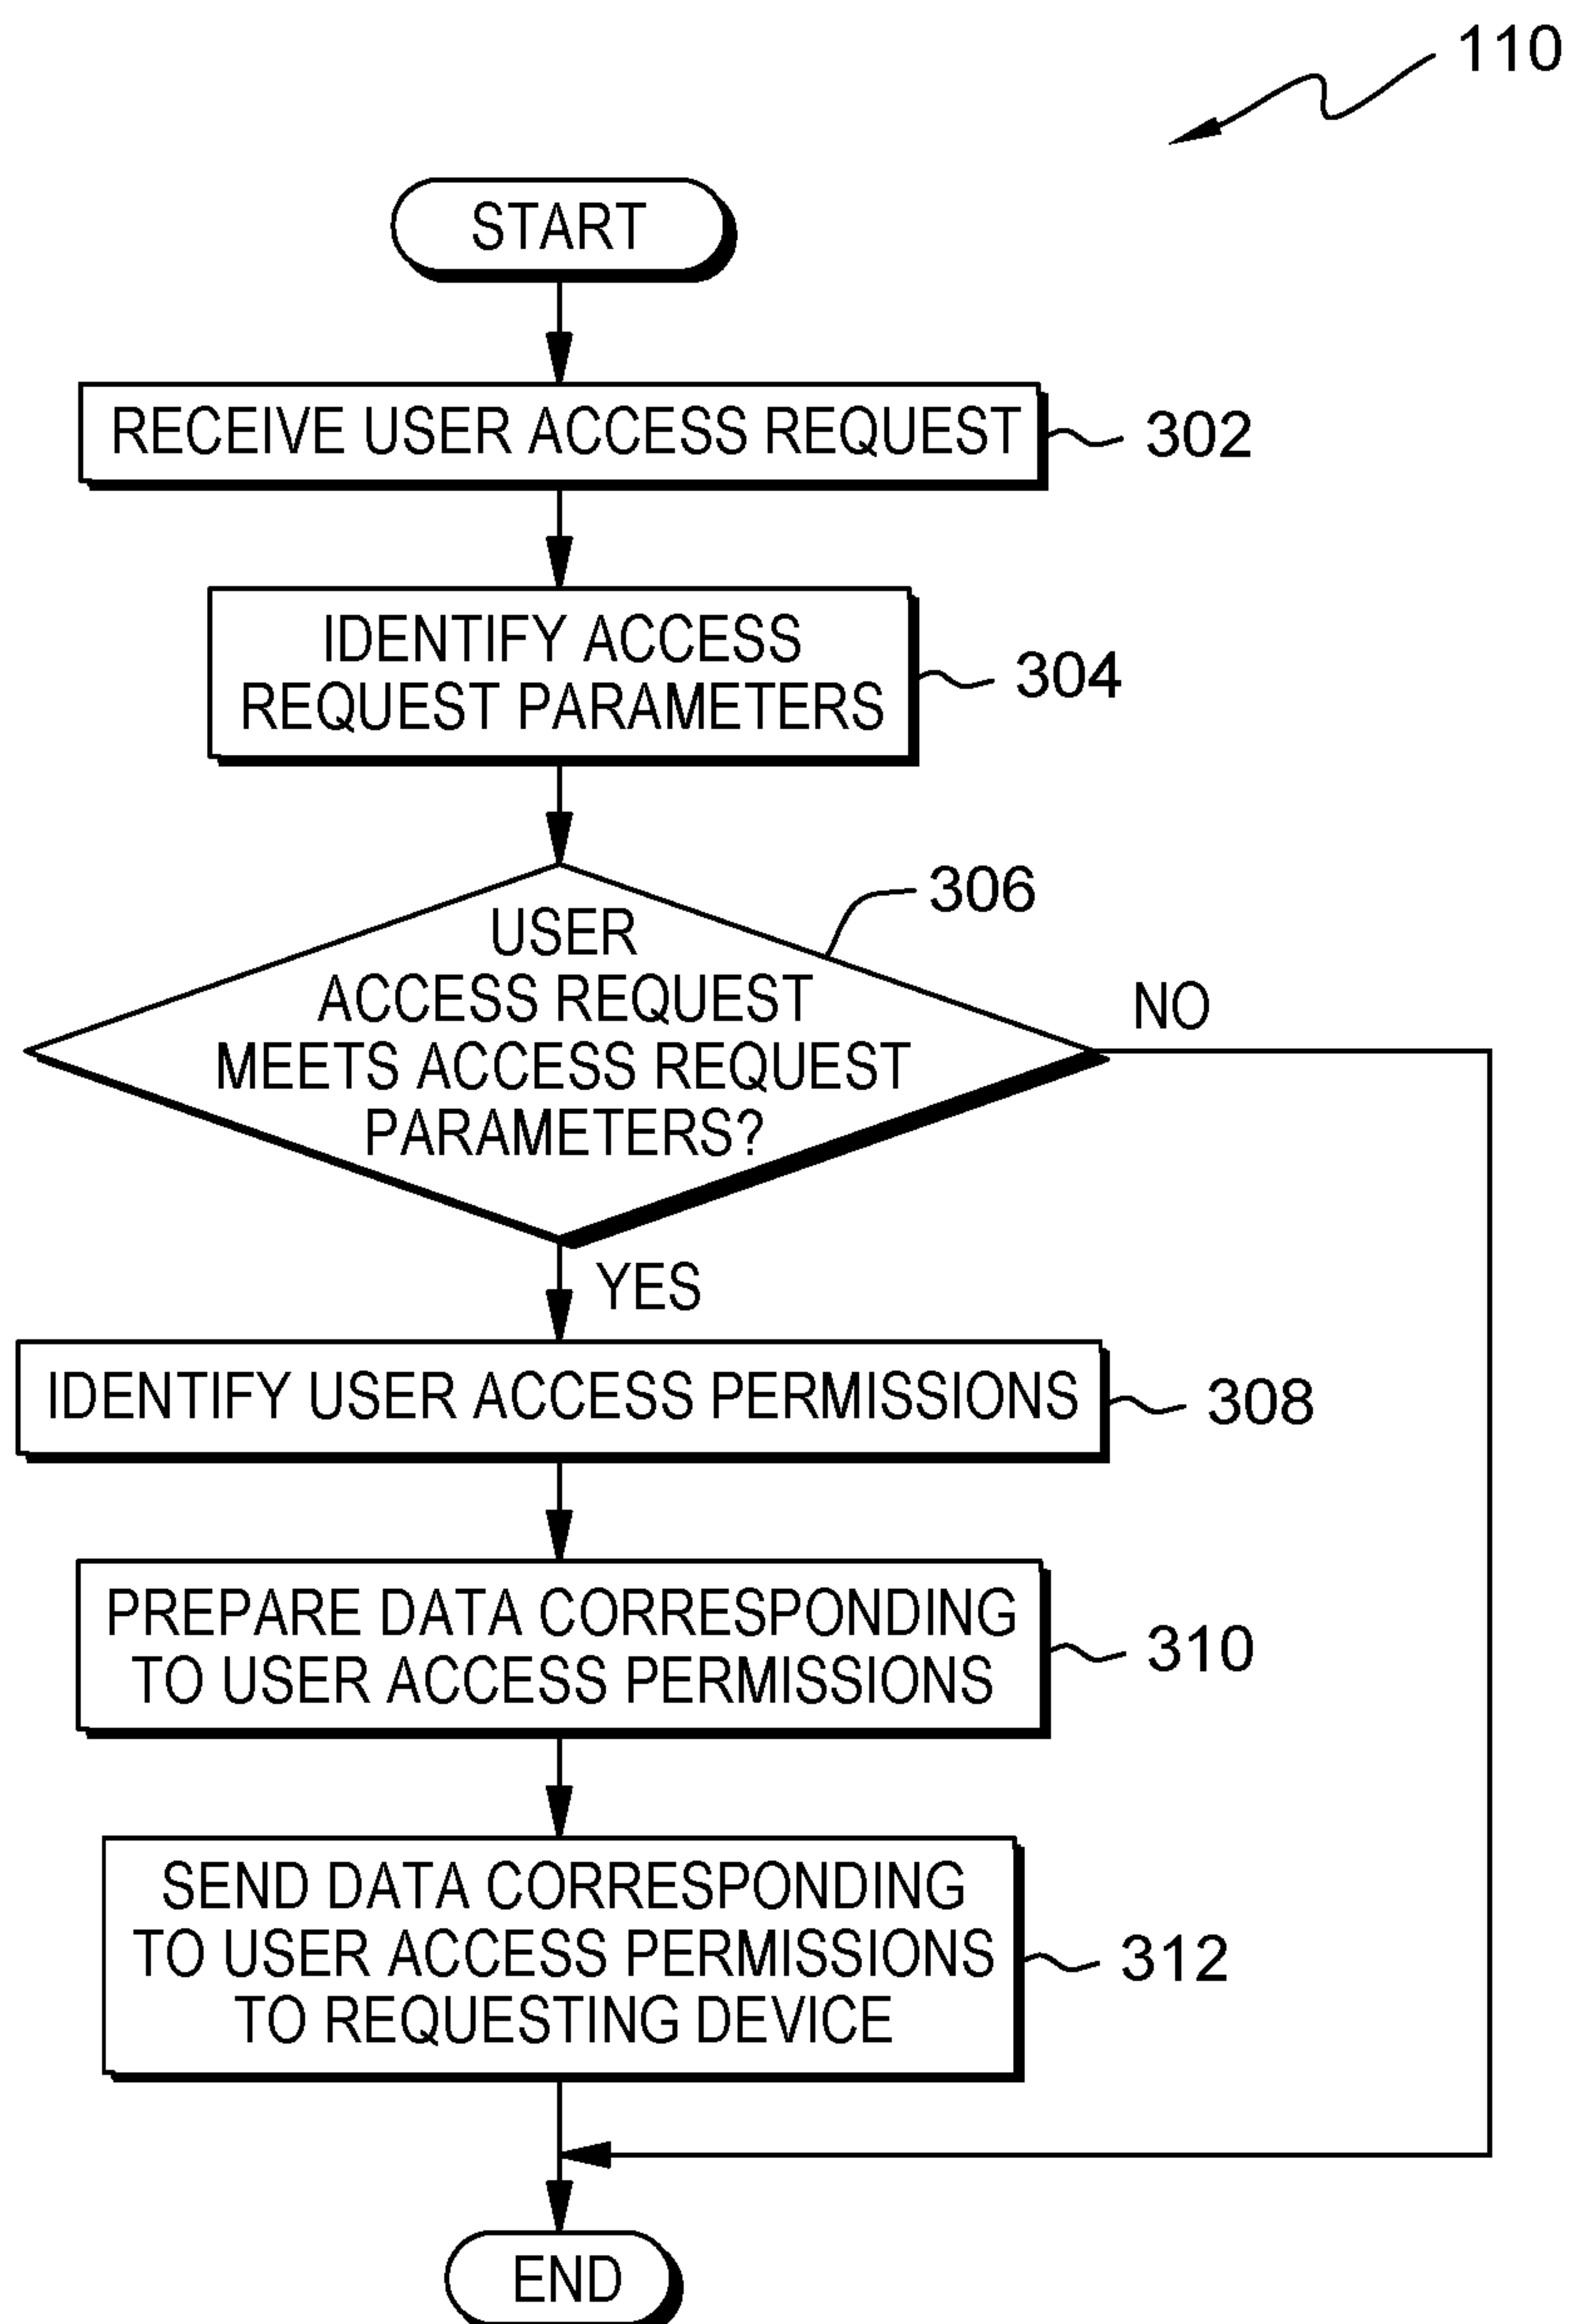 110
START
RECEIVE USER ACCESS REQUEST
302
IDENTIFY ACCESS
REQUEST PARAMETERS
304
306
USER
ACCESS REQUEST
MEETS ACCESS REQUEST
PARAMETERS?
NO
YES
IDENTIFY USER ACCESS PERMISSIONS
308
PREPARE DATA CORRESPONDING
TO USER ACCESS PERMISSIONS
310
SEND DATA CORRESPONDING
TO USER ACCESS PERMISSIONS
TO REQUESTING DEVICE
312
END